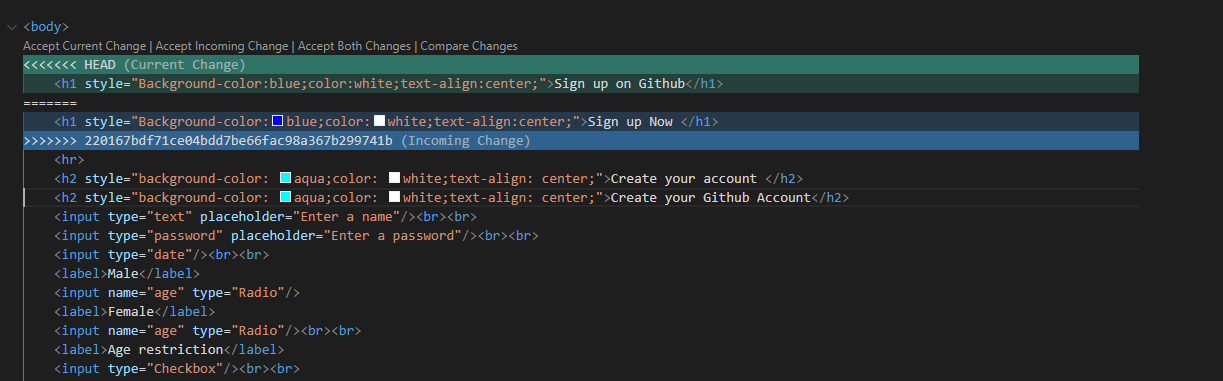 <body>
Accept Current Change | Accept Incoming Change | Accept Both Changes | Compare Changes
<<<<<<< HEAD (Current Change)
<h1 style="Background-color:blue;color:white;text-align:center;">Sign up on Github</h1>
=======
<h1 style="Background-color:blue;color:white;text-align:center;">Sign up Now </h1>
>>>>>>> 220167bdf71ce04bdd7be66fac98a367b299741b (Incoming Change)
<hr>
<h2 style="background-color: aqua;color: white;text-align: center;">Create your account </h2>
<h2 style="background-color: aqua;color: white;text-align: center;">Create your Github Account</h2>
<input type="text" placeholder="Enter a name"/><br><br>
<input type="password" placeholder="Enter a password"/><br><br>
<input type="date"/><br><br>
<label>Male</label>
<input name="age" type="Radio"/>
<label>Female</label>
<input name="age" type="Radio"/><br><br>
<label>Age restriction</label>
<input type="Checkbox"/><br><br>